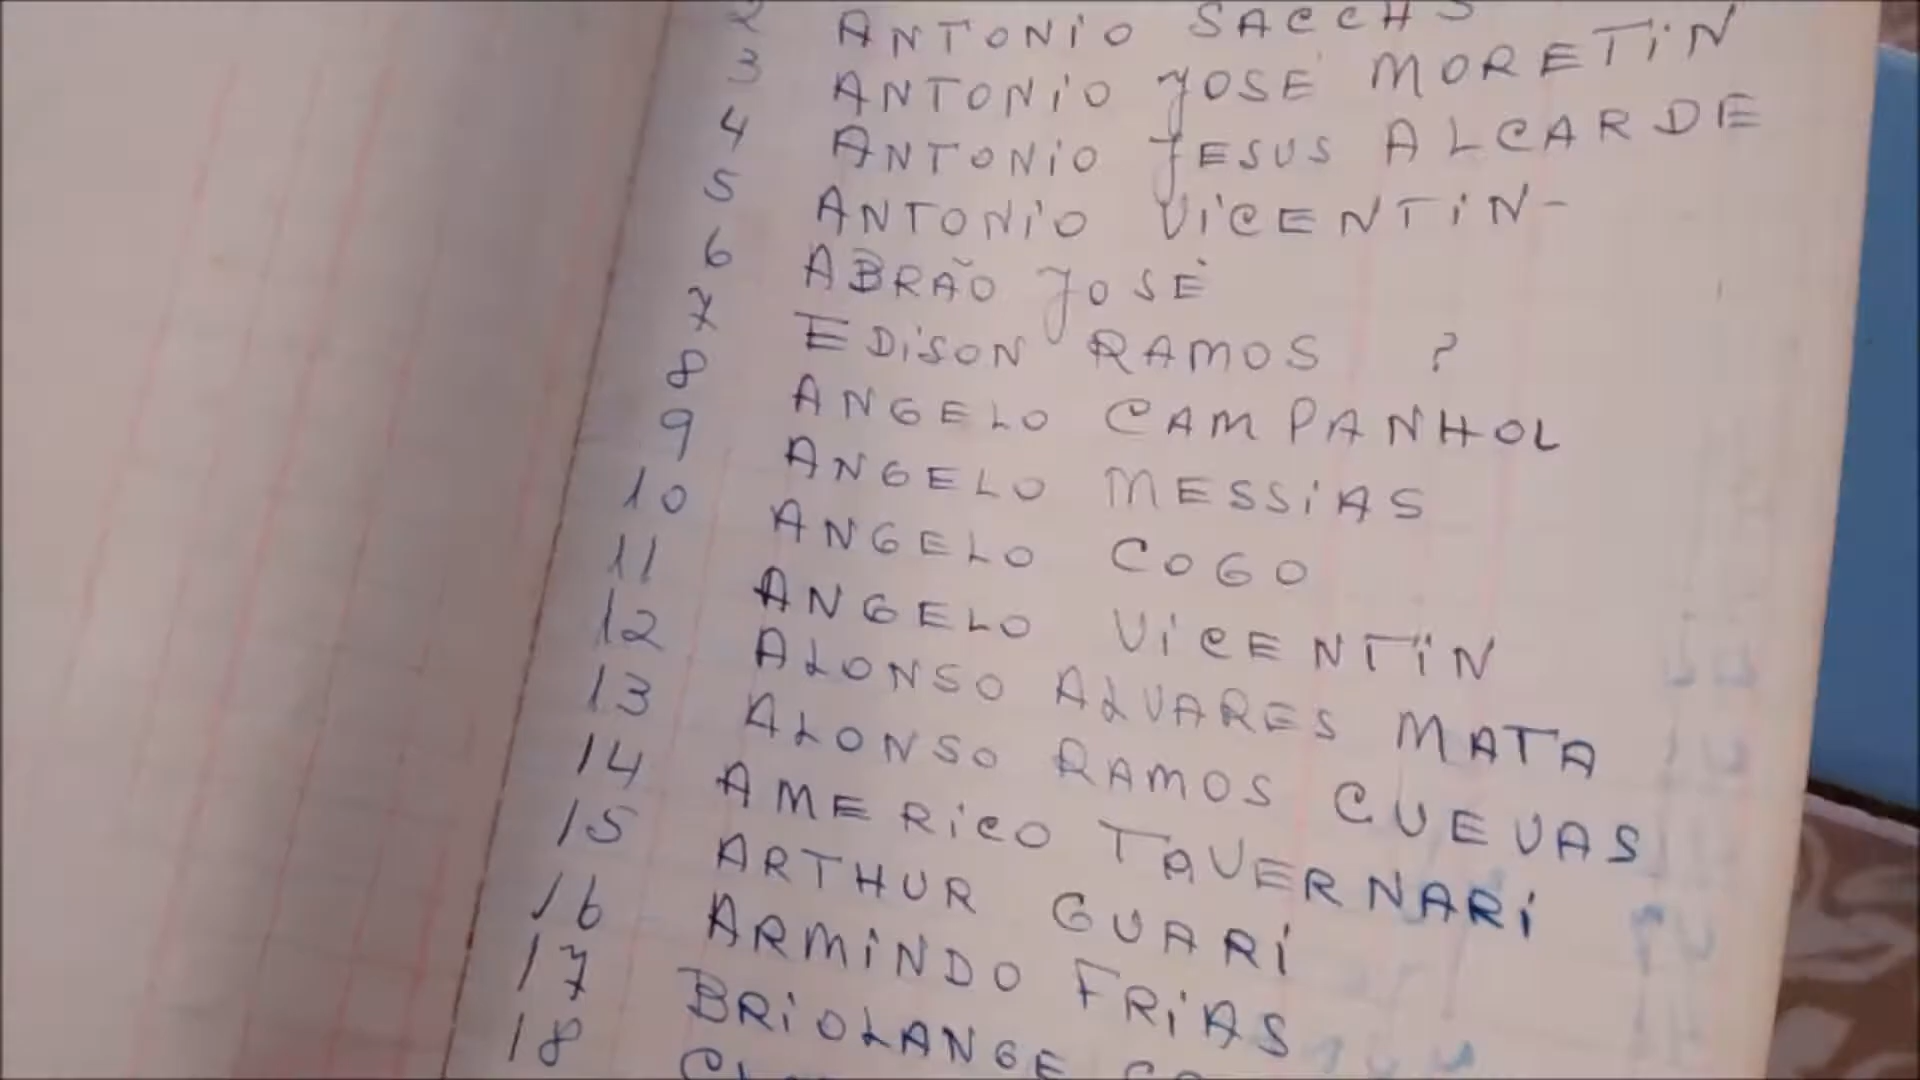 2 ANTONIO
3 ANTONIO JOSÉ MORETIN
4 ANTONIO JESUS ALCARDE
5 ANTONIO VICENTIN-
6 ABRÃO JOSÉ
7 EDISON RAMOS ?
8 ANGELO CAMPANHOL
9 ANGELO MESSIAS
10 ANGELO COGO
11 ANGELO VICENTIN
12 ALONSO ALVARES MATA
13 ALONSO RAMOS CUEVAS
14 AMERICO TAVERNARI
15 ARTHUR GUARI
16 ARMINDO FRIAS
17 BRIOLANGE
18